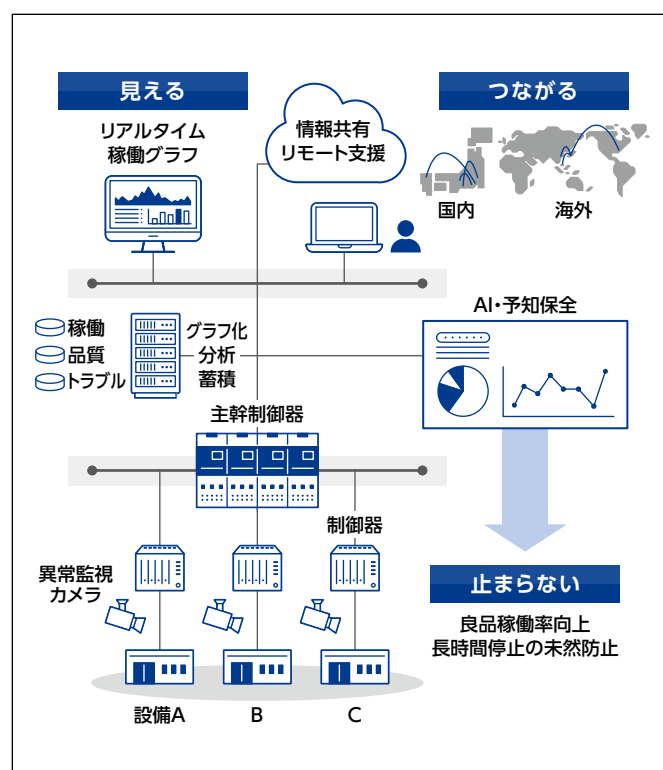 見える
リアルタイム
稼働グラフ
情報共有
リモート支援
つながる
国内
海外
稼働
品質
トラブル
グラフ化
分析
蓄積
AI・予知保全
主幹制御器
制御器
異常監視
カメラ
設備A
B
C
止まらない
良品稼働率向上
長時間停止の未然防止